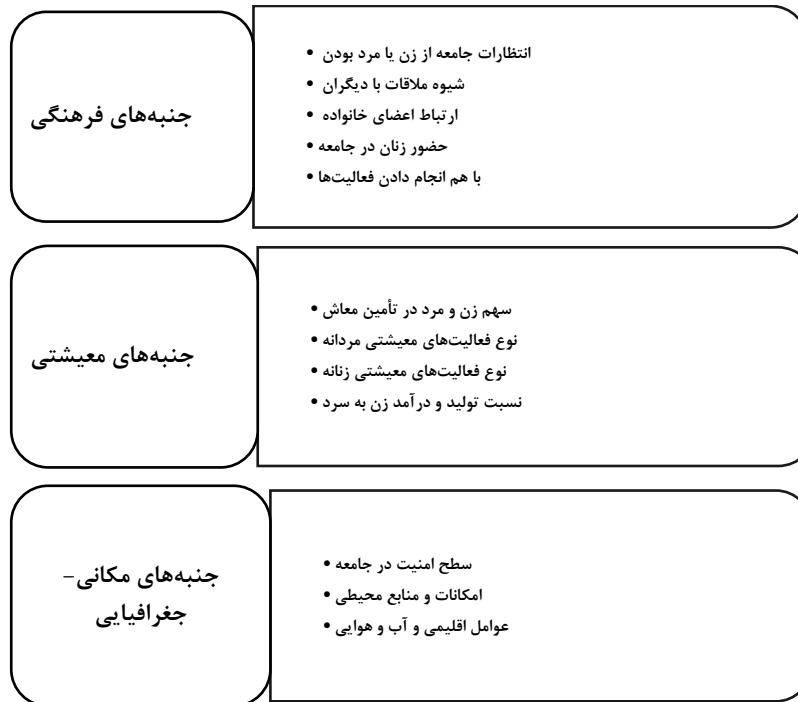 جنبه‌های فرهنگی
• انتظارات جامعه از زن یا مرد بودن
• شیوه ملاقات با دیگران
• ارتباط اعضای خانواده
• حضور زنان در جامعه
• با هم انجام دادن فعالیت‌ها
جنبه‌های معیشتی
• سهم زن و مرد در تأمین معاش
• نوع فعالیت‌های معیشتی مردانه
• نوع فعالیت‌های معیشتی زنانه
• نسبت تولید و درآمد زن به سرد
جنبه‌های مکانی-
جغرافیایی
• سطح امنیت در جامعه
• امکانات و منابع محیطی
• عوامل اقلیمی و آب و هوایی